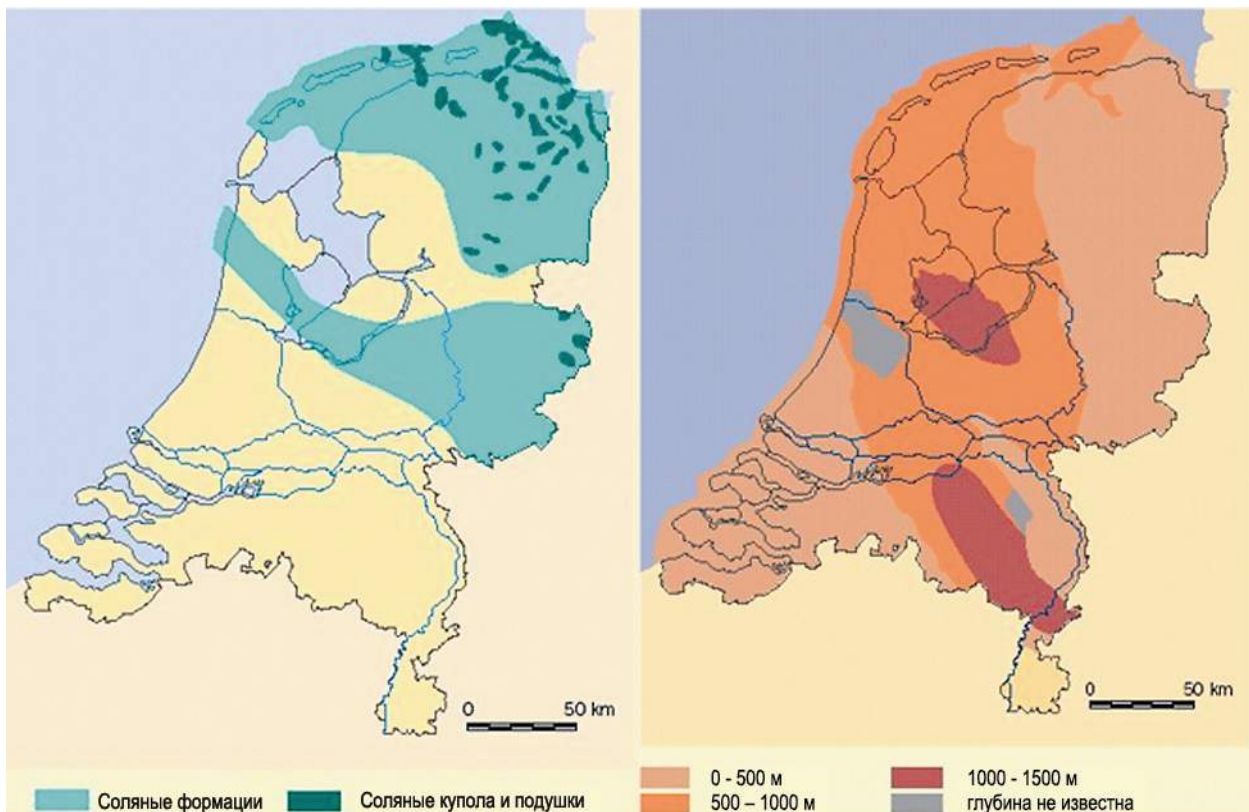 0 50 km
0 50 km
Соляные формации
Соляные купола и подушки
0 - 500 м
500 – 1000 м
1000 - 1500 м
глубина не известна